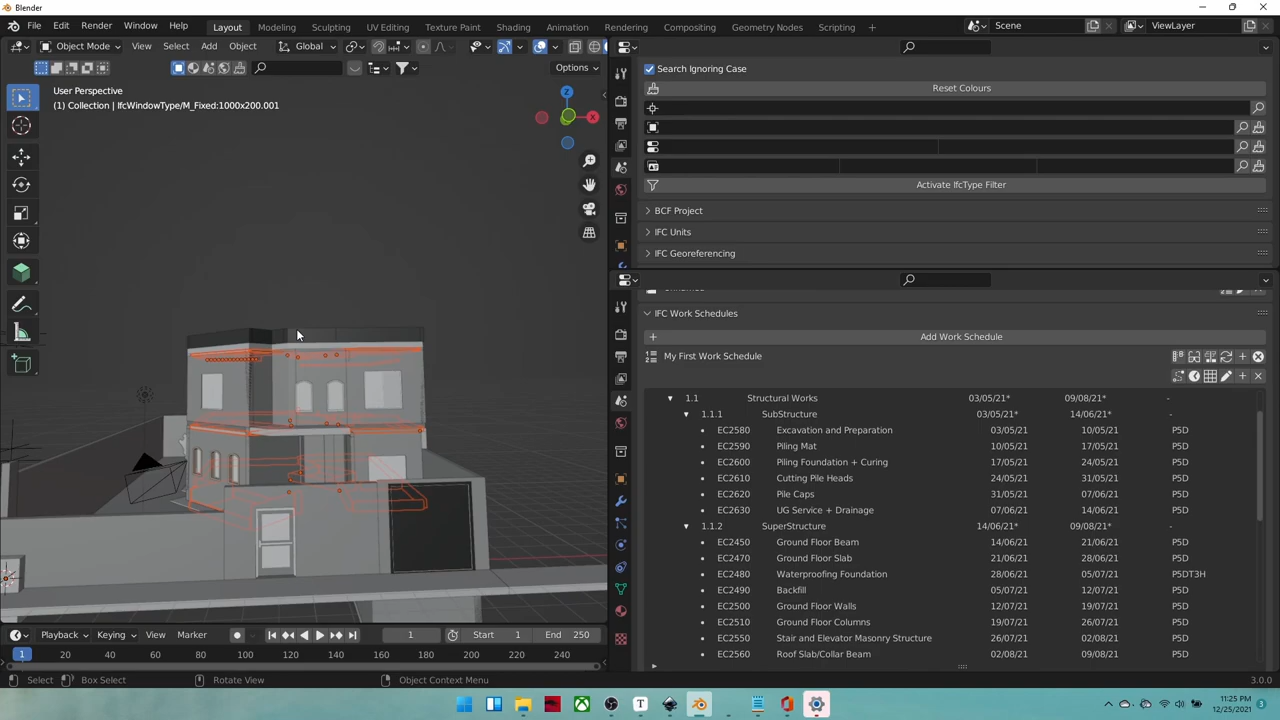 Blender
File Edit Render Window Help Layout Modeling Sculpting UV Editing Texture Paint Shading Animation Rendering Compositing Geometry Nodes Scripting + Scene ViewLayer
Object Mode View Select Add Object Global
Options
User Perspective
(1) Collection | IfcWindowType/M_Fixed:1000x200.001
Z
X
Search Ignoring Case
Reset Colours
Activate IfcType Filter
BCF Project
IFC Units
IFC Georeferencing
IFC Work Schedules
Add Work Schedule
My First Work Schedule
1.1 Structural Works 03/05/21* 09/08/21* -
1.1.1 SubStructure 03/05/21* 14/06/21* -
EC2580 Excavation and Preparation 03/05/21 10/05/21 P5D
EC2590 Piling Mat 10/05/21 17/05/21 P5D
EC2600 Piling Foundation + Curing 17/05/21 24/05/21 P5D
EC2610 Cutting Pile Heads 24/05/21 31/05/21 P5D
EC2620 Pile Caps 31/05/21 07/06/21 P5D
EC2630 UG Service + Drainage 07/06/21 14/06/21 P5D
1.1.2 SuperStructure 14/06/21* 09/08/21* -
EC2450 Ground Floor Beam 14/06/21 21/06/21 P5D
EC2470 Ground Floor Slab 21/06/21 28/06/21 P5D
EC2480 Waterproofing Foundation 28/06/21 05/07/21 P5DT3H
EC2490 Backfill 05/07/21 12/07/21 P5D
EC2500 Ground Floor Walls 12/07/21 19/07/21 P5D
EC2510 Ground Floor Columns 19/07/21 26/07/21 P5D
EC2550 Stair and Elevator Masonry Structure 26/07/21 02/08/21 P5D
EC2560 Roof Slab/Collar Beam 02/08/21 09/08/21 P5D
Playback Keying View Marker 1 Start 1 End 250
1 20 40 60 80 100 120 140 160 180 200 220 240
Select Box Select Rotate View Object Context Menu 3.0.0
11:25 PM
12/25/2021